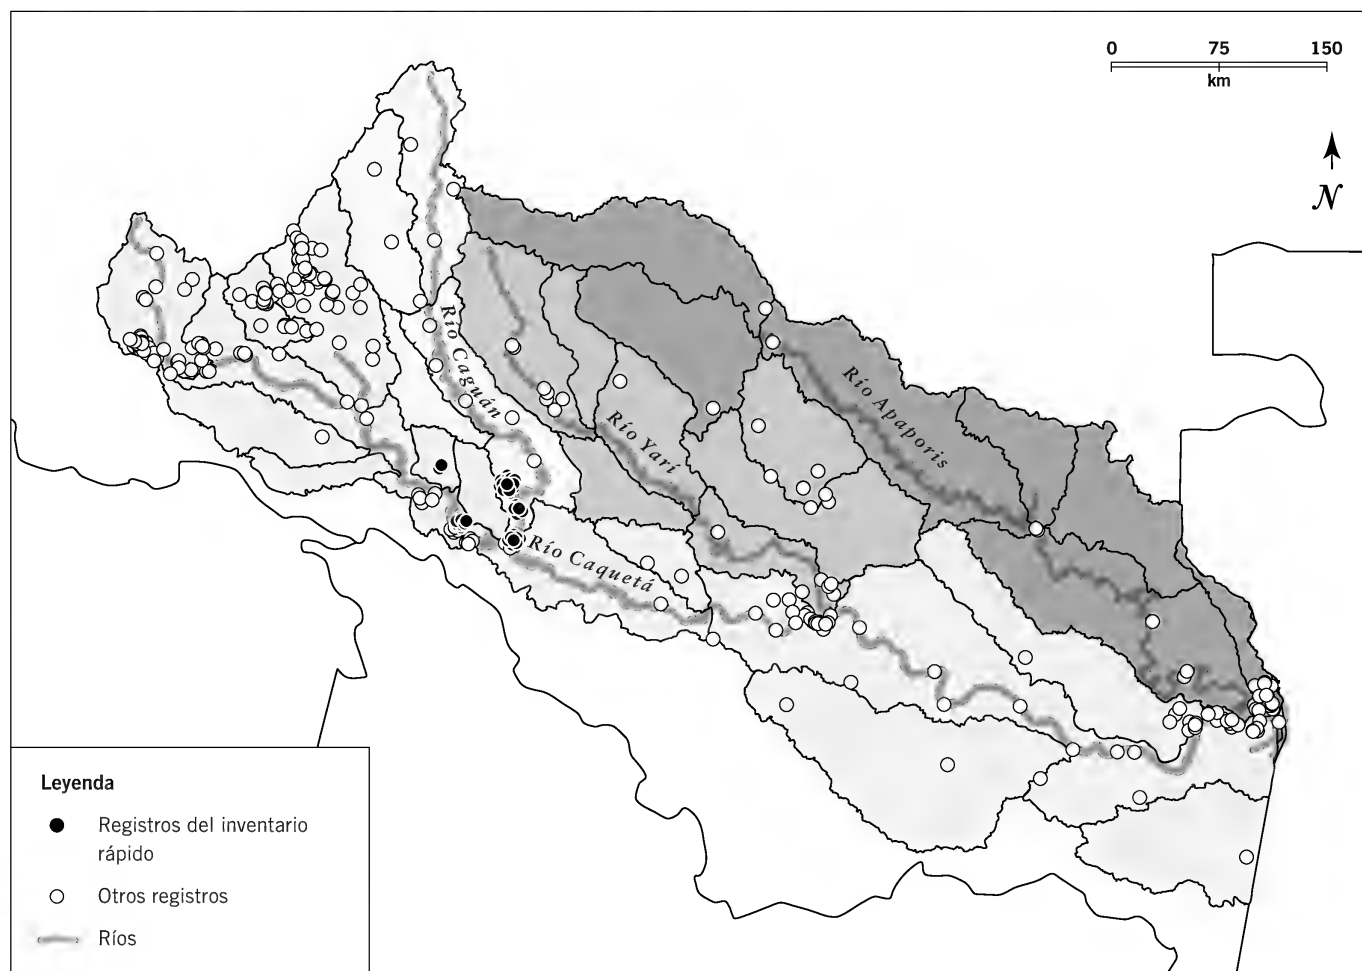 0 75 150
km
N
Río Caguán
Río Yarí
Río Apaporis
Río Caquetá
Leyenda
Registros del inventario
rápido
Otros registros
Ríos